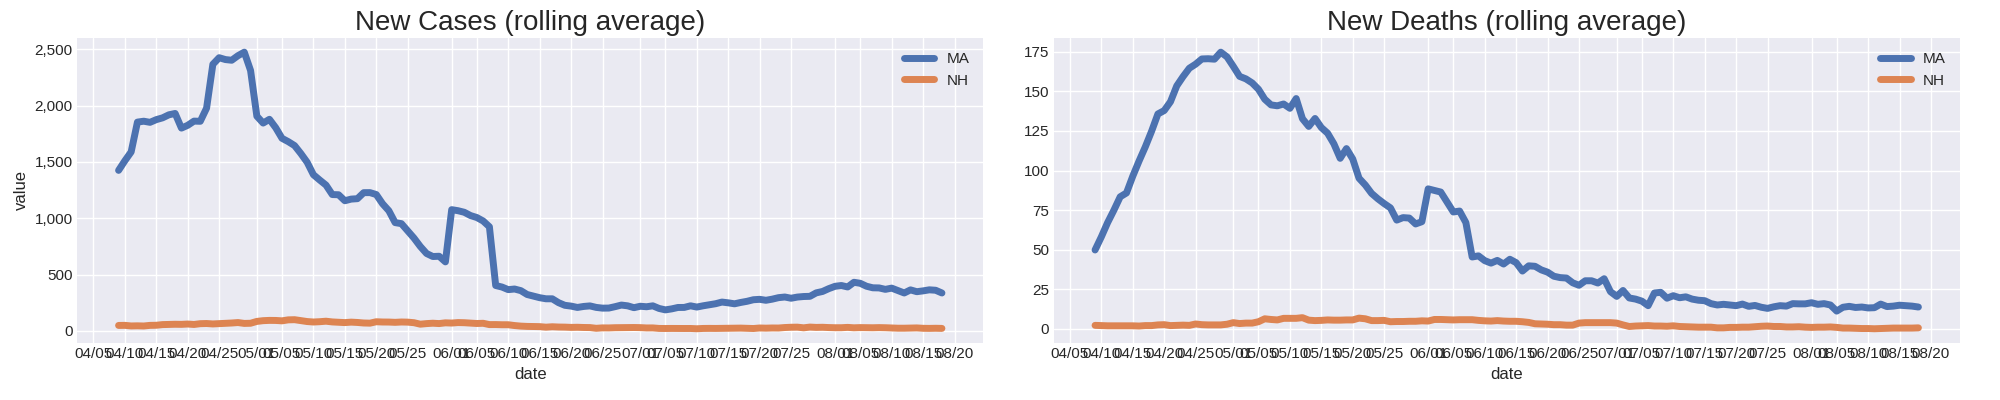 New Cases (rolling average)
2,500
2,000
1,500
1,000
500
0
value
MA
NH
04/05 04/10 04/15 04/20 04/25 05/01 05/05 05/10 05/15 05/20 05/25 06/01 06/05 06/10 06/15 06/20 06/25 07/01 07/05 07/10 07/15 07/20 07/25 08/01 08/05 08/10 08/15 08/20
date
New Deaths (rolling average)
175
150
125
100
75
50
25
0
MA
NH
04/05 04/10 04/15 04/20 04/25 05/01 05/05 05/10 05/15 05/20 05/25 06/01 06/05 06/10 06/15 06/20 06/25 07/01 07/05 07/10 07/15 07/20 07/25 08/01 08/05 08/10 08/15 08/20
date